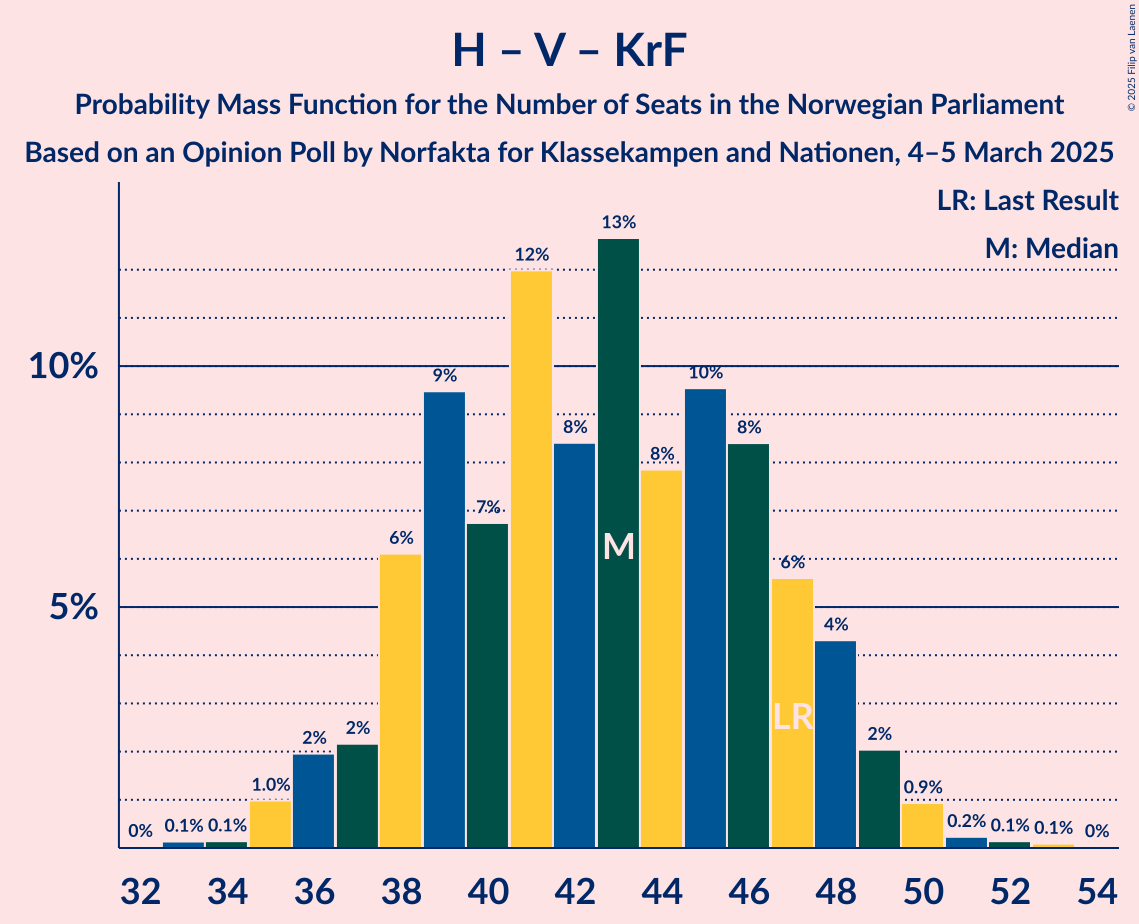 H – V – KrF
Probability Mass Function for the Number of Seats in the Norwegian Parliament
Based on an Opinion Poll by Norfakta for Klassekampen and Nationen, 4–5 March 2025
© 2025 Filip van Laenen
LR: Last Result
M: Median
10%
5%
0%
0.1%
0.1%
1.0%
2%
2%
6%
9%
7%
12%
8%
13%
8%
10%
8%
6%
4%
2%
0.9%
0.2%
0.1%
0.1%
0%
M
LR
32 34 36 38 40 42 44 46 48 50 52 54